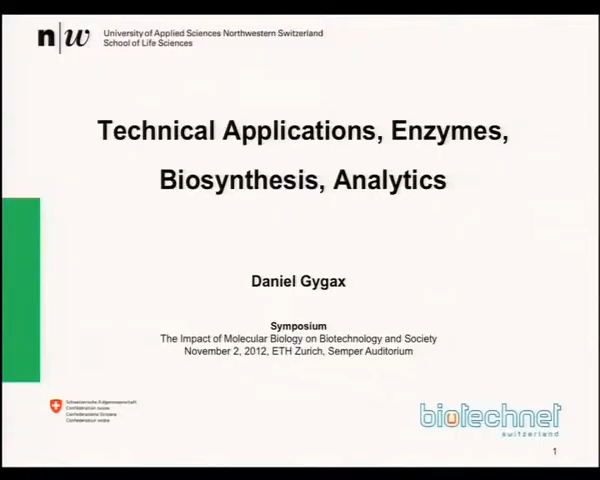 n|w University of Applied Sciences Northwestern Switzerland
School of Life Sciences
Technical Applications, Enzymes,
Biosynthesis, Analytics
Daniel Gygax
Symposium
The Impact of Molecular Biology on Biotechnology and Society
November 2, 2012, ETH Zurich, Semper Auditorium
Schweizerische Eidgenossenschaft
Confédération suisse
Confederazione Svizzera
Confederaziun svizra
biotechnet
switzerland
1